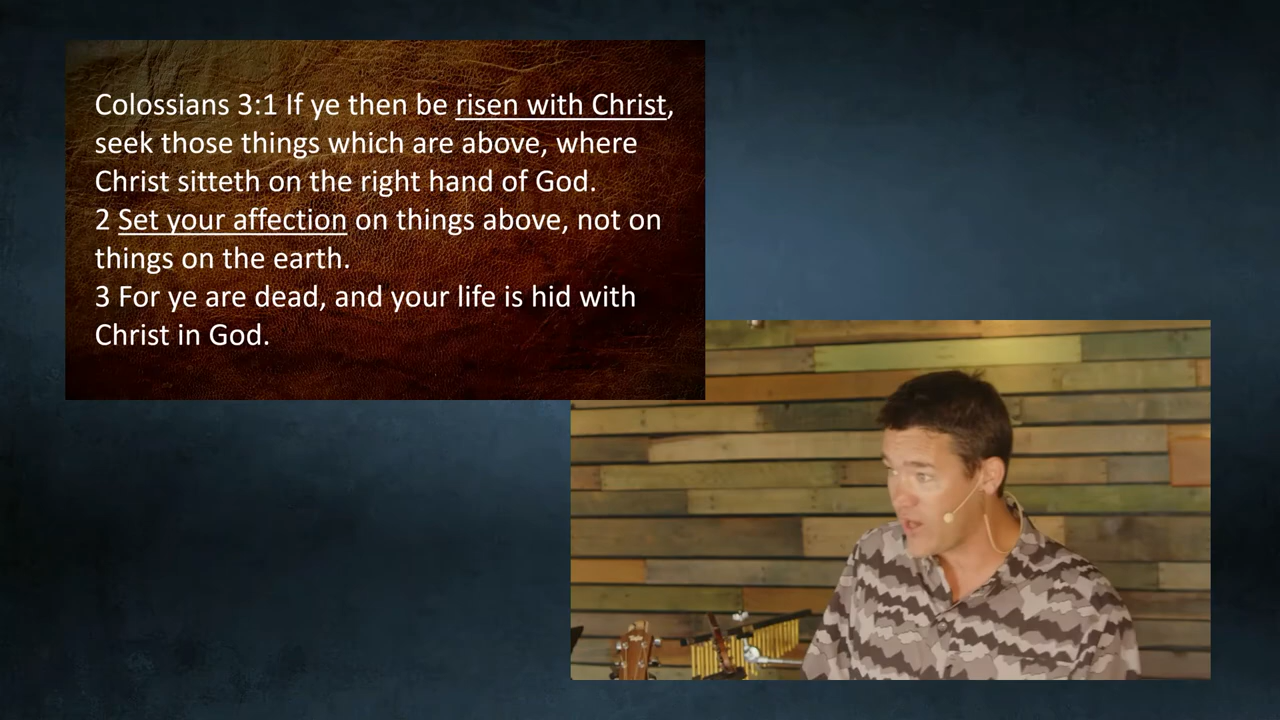 Colossians 3:1 If ye then be risen with Christ,
seek those things which are above, where
Christ sitteth on the right hand of God.
2 Set your affection on things above, not on
things on the earth.
3 For ye are dead, and your life is hid with
Christ in God.